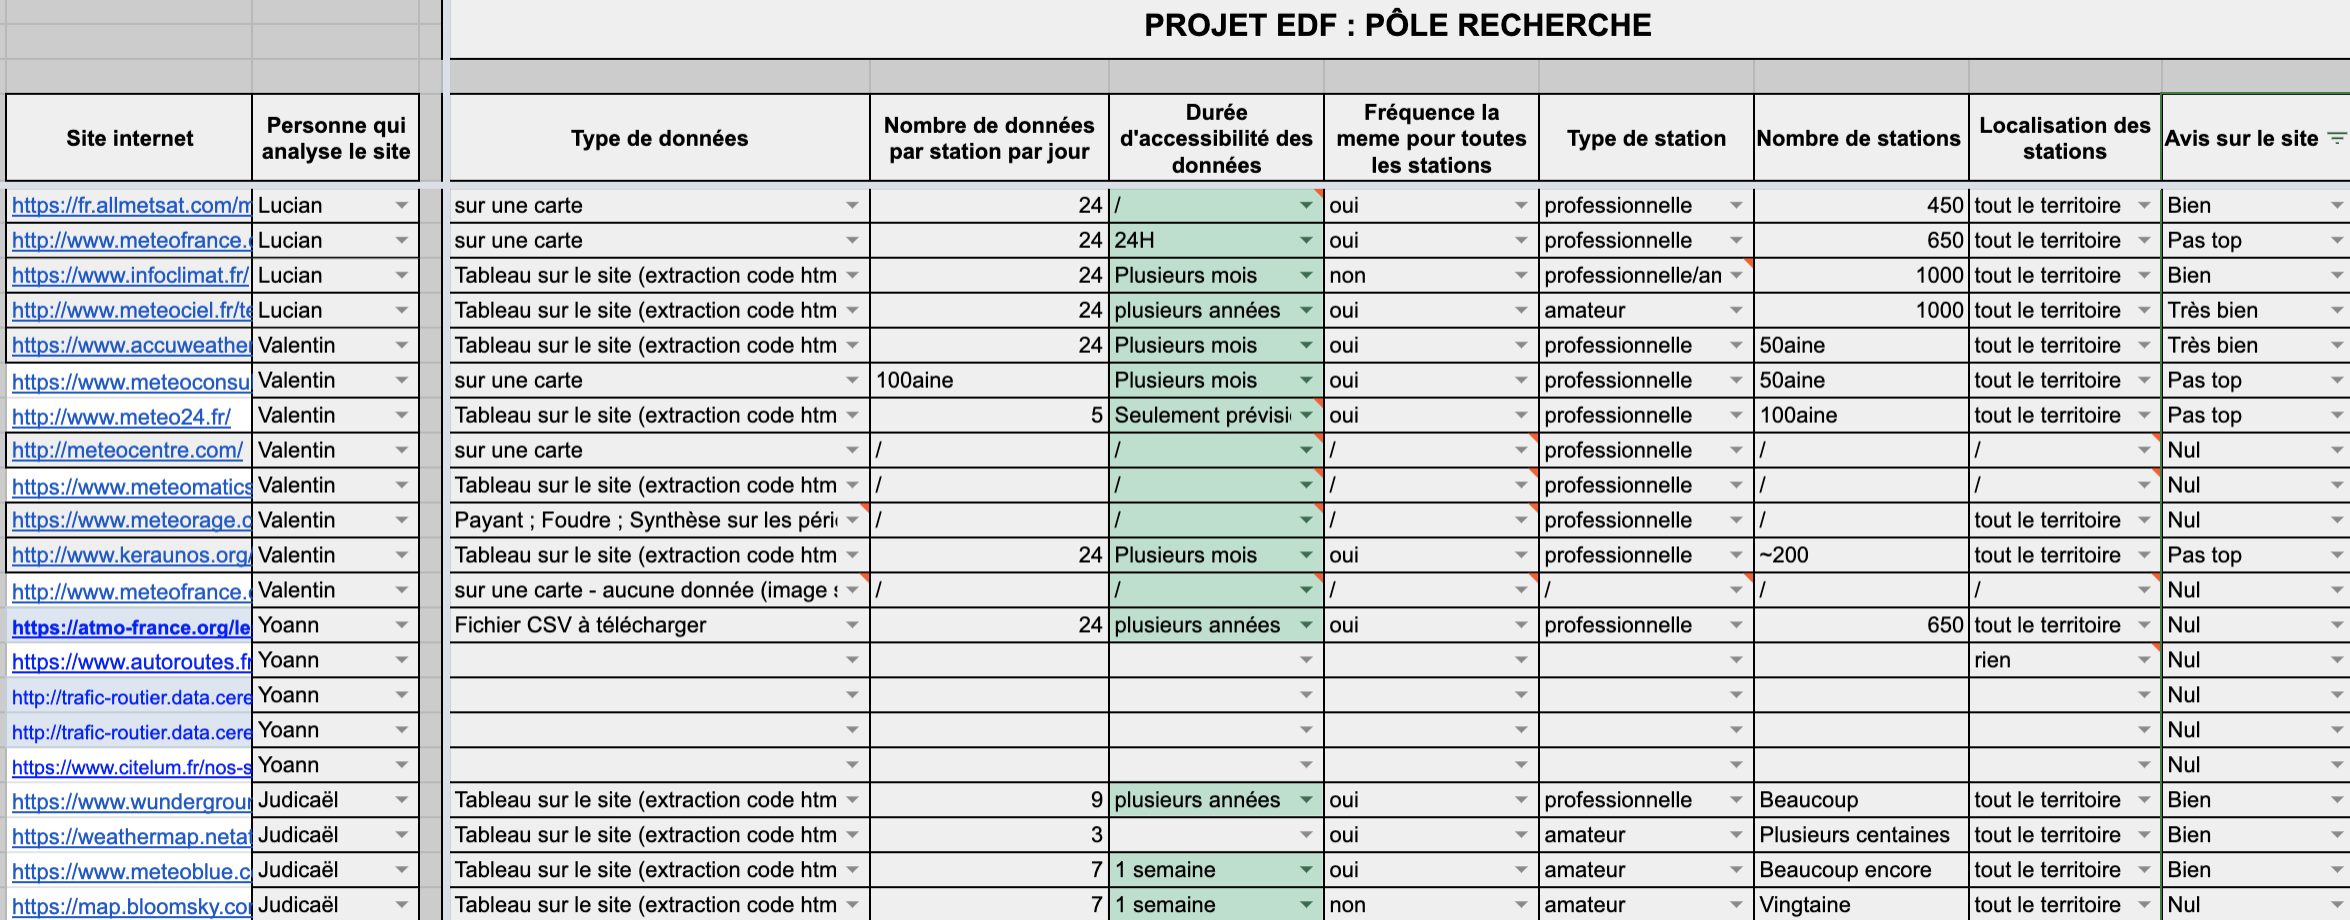 PROJET EDF : PÔLE RECHERCHE
Site internet Personne qui analyse le site Type de données Nombre de données par station par jour Durée d'accessibilité des données Fréquence la meme pour toutes les stations Type de station Nombre de stations Localisation des stations Avis sur le site
https://fr.allmetsat.com/m Lucian sur une carte 24 / oui professionnelle 450 tout le territoire Bien
http://www.meteofrance. Lucian sur une carte 24 24H oui professionnelle 650 tout le territoire Pas top
https://www.infoclimat.fr/ Lucian Tableau sur le site (extraction code htm 24 Plusieurs mois non professionnelle/an 1000 tout le territoire Bien
http://www.meteociel.fr/te Lucian Tableau sur le site (extraction code htm 24 plusieurs années oui amateur 1000 tout le territoire Très bien
https://www.accuweather Valentin Tableau sur le site (extraction code htm 24 Plusieurs mois oui professionnelle 50aine tout le territoire Très bien
https://www.meteoconsu Valentin sur une carte 100aine Plusieurs mois oui professionnelle 50aine tout le territoire Pas top
http://www.meteo24.fr/ Valentin Tableau sur le site (extraction code htm 5 Seulement prévisi oui professionnelle 100aine tout le territoire Pas top
http://meteocentre.com/ Valentin sur une carte / / / professionnelle / / Nul
https://www.meteomatics Valentin Tableau sur le site (extraction code htm / / / professionnelle / / Nul
https://www.meteorage.c Valentin Payant ; Foudre ; Synthèse sur les péri / / / professionnelle / tout le territoire Nul
http://www.keraunos.org/ Valentin Tableau sur le site (extraction code htm 24 Plusieurs mois oui professionnelle ~200 tout le territoire Pas top
http://www.meteofrance. Valentin sur une carte - aucune donnée (image s / / / / / / Nul
https://atmo-france.org/le Yoann Fichier CSV à télécharger 24 plusieurs années oui professionnelle 650 tout le territoire Nul
https://www.autoroutes.fr Yoann rien Nul
http://trafic-routier.data.cere Yoann Nul
http://trafic-routier.data.cere Yoann Nul
https://www.citelum.fr/nos-s Yoann Nul
https://www.wundergrour Judicaël Tableau sur le site (extraction code htm 9 plusieurs années oui professionnelle Beaucoup tout le territoire Bien
https://weathermap.netat Judicaël Tableau sur le site (extraction code htm 3 oui amateur Plusieurs centaines tout le territoire Bien
https://www.meteoblue.c Judicaël Tableau sur le site (extraction code htm 7 1 semaine oui amateur Beaucoup encore tout le territoire Bien
https://map.bloomsky.co Judicaël Tableau sur le site (extraction code htm 7 1 semaine non amateur Vingtaine tout le territoire Nul